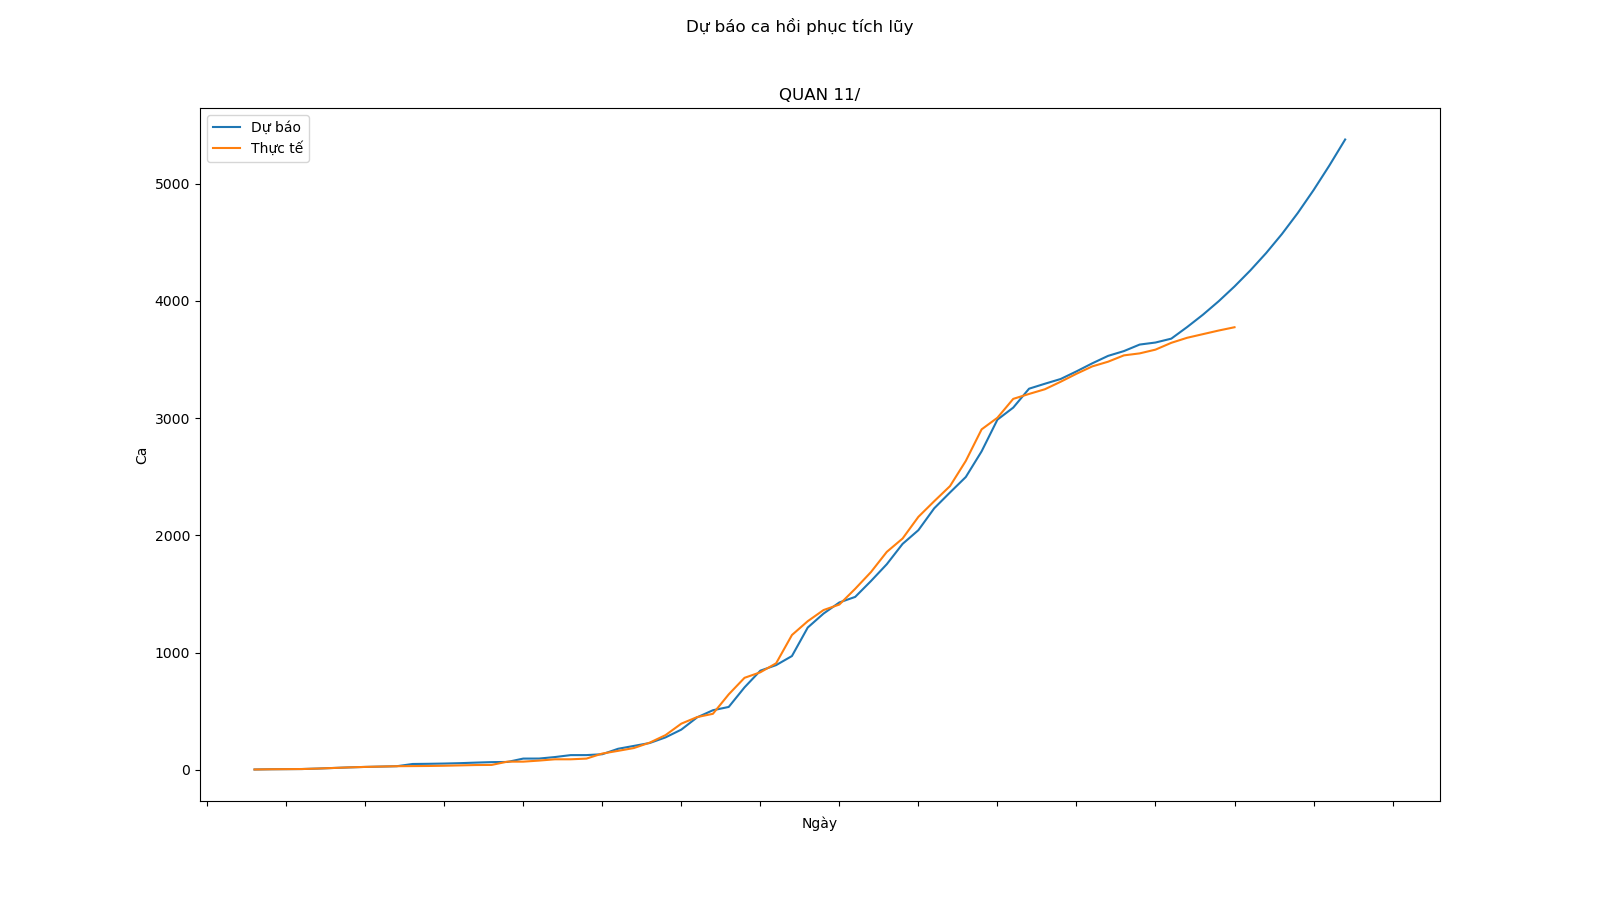 Dự báo ca hồi phục tích lũy
QUAN 11/
Dự báo
Thực tế
5000
4000
3000
2000
1000
0
Ca
Ngày